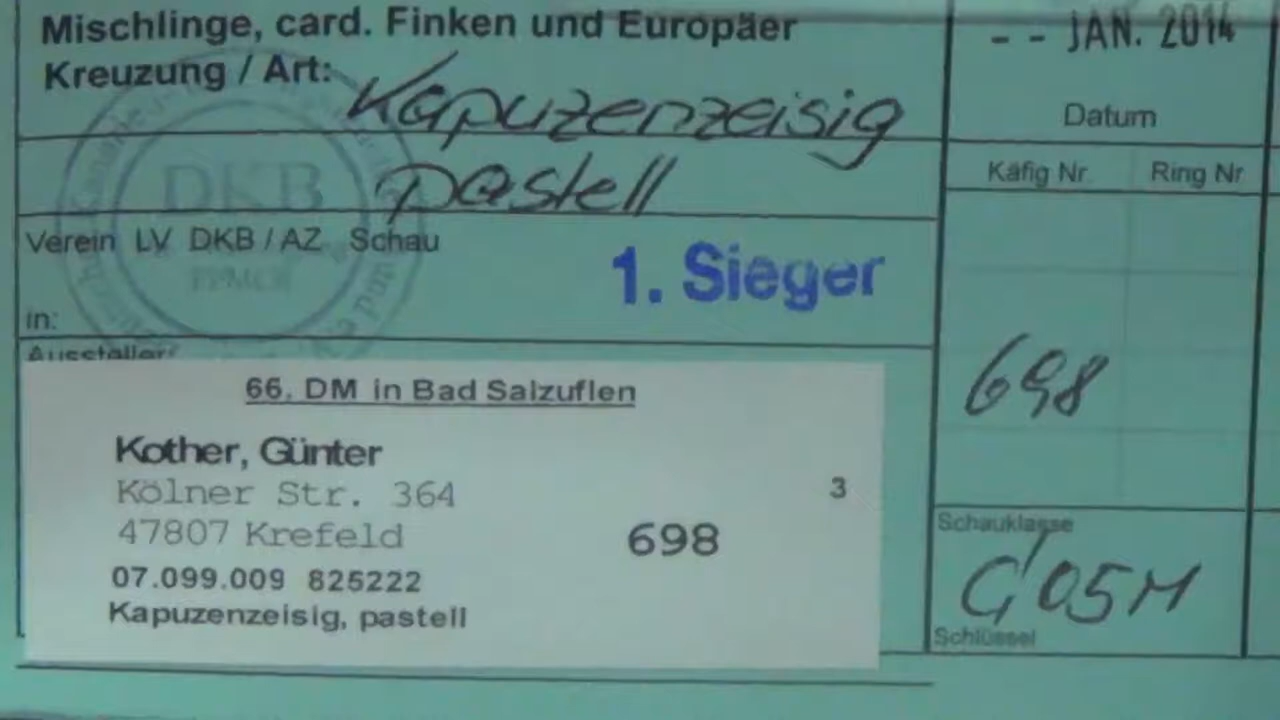 Mischlinge, card. Finken und Europäer
Kreuzung / Art: Kapuzenzeisig
pastell
-- JAN. 2014
Datum
Käfig Nr. Ring Nr
DKB
Verein LV DKB / AZ Schau
1. Sieger
in:
Aussteller:
698
66. DM in Bad Salzuflen
Kother, Günter
Kölner Str. 364
3
47807 Krefeld
698
07.099.009 825222
Kapuzenzeisig, pastell
Schauklasse
Schlüssel